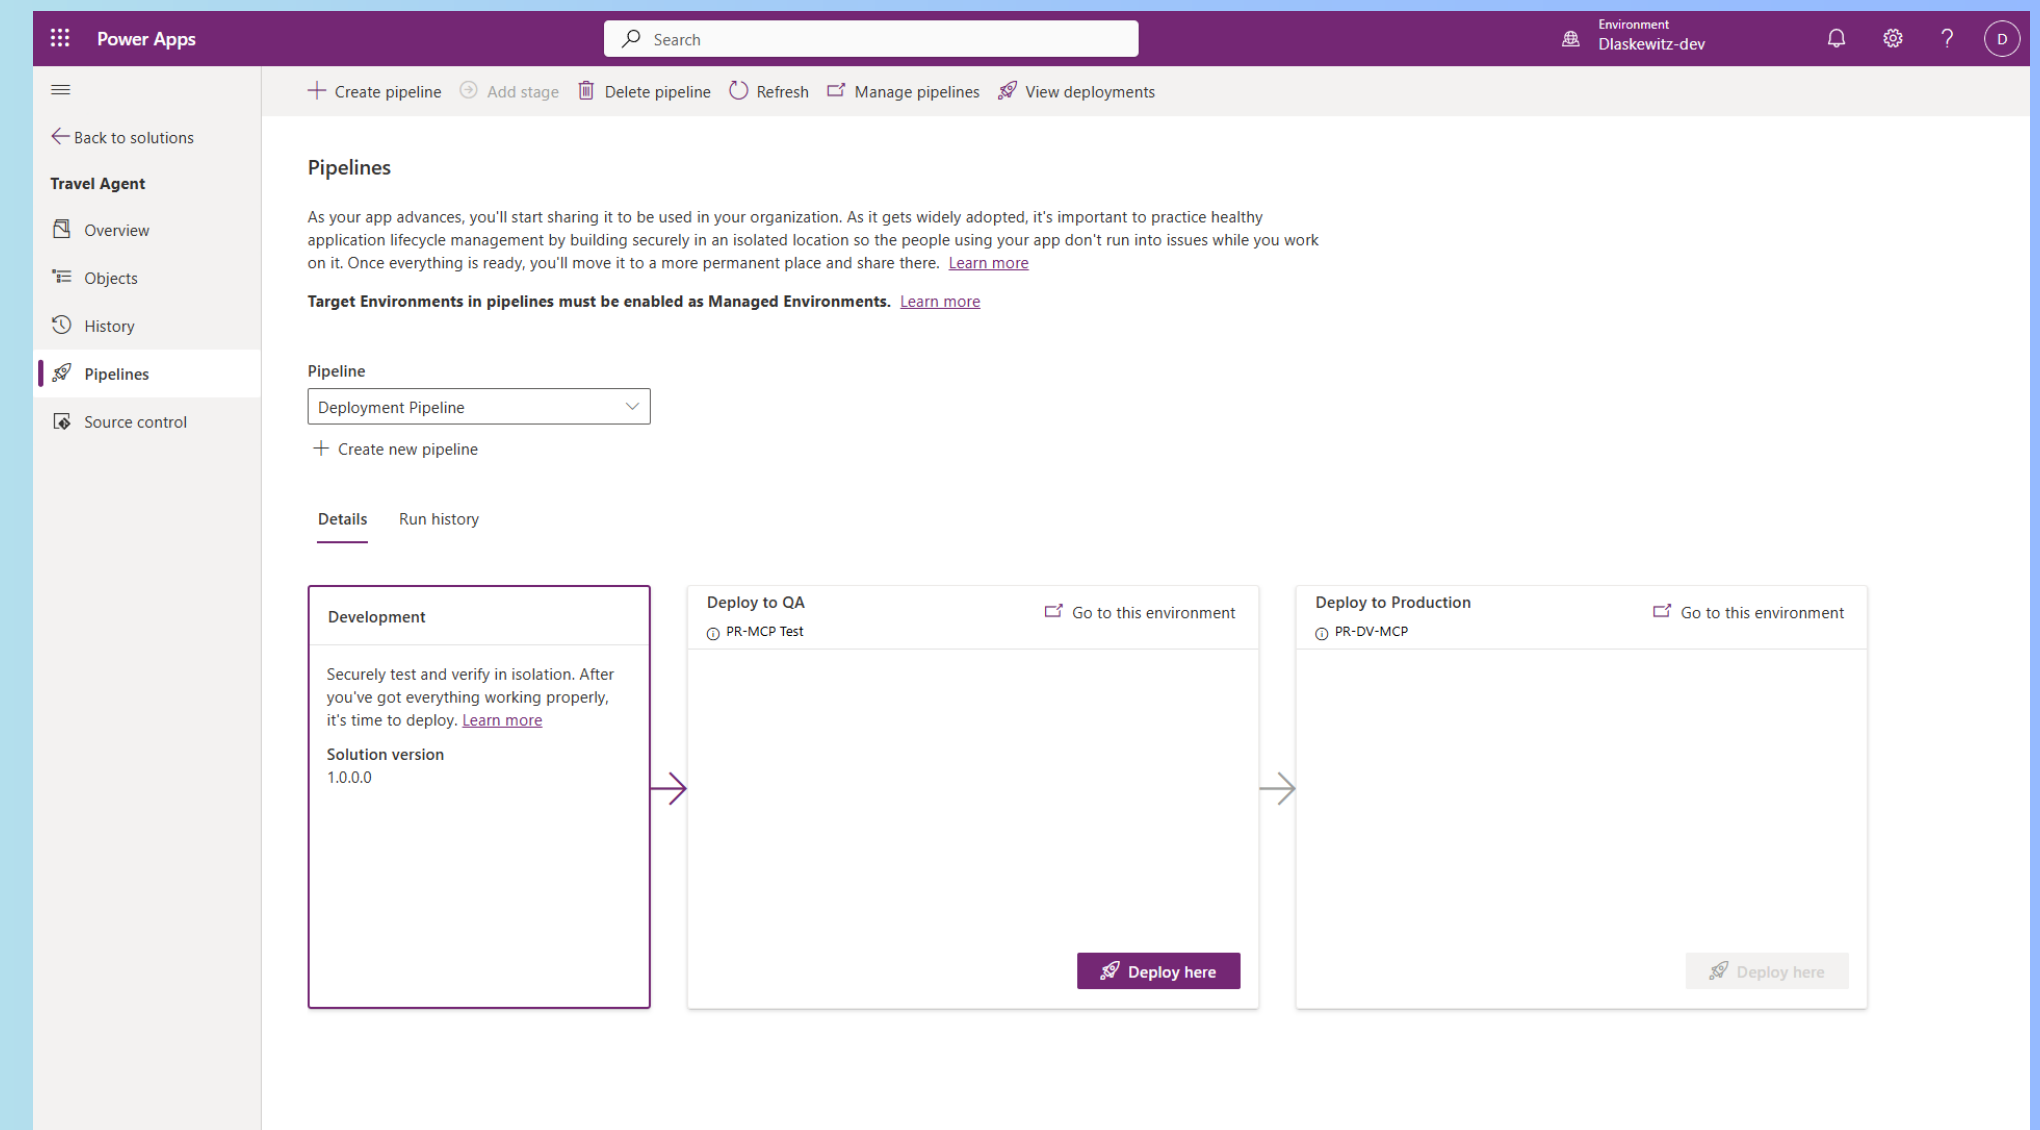 Power Apps
Search
Environment
Dlaskewitz-dev
?
D
Create pipeline
Add stage
Delete pipeline
Refresh
Manage pipelines
View deployments
Back to solutions
Travel Agent
Overview
Objects
History
Pipelines
Source control
Pipelines
As your app advances, you'll start sharing it to be used in your organization. As it gets widely adopted, it's important to practice healthy
application lifecycle management by building securely in an isolated location so the people using your app don't run into issues while you work
on it. Once everything is ready, you'll move it to a more permanent place and share there. Learn more
Target Environments in pipelines must be enabled as Managed Environments. Learn more
Pipeline
Deployment Pipeline
Create new pipeline
Details
Run history
Development
Securely test and verify in isolation. After
you've got everything working properly,
it's time to deploy. Learn more
Solution version
1.0.0.0
Deploy to QA
PR-MCP Test
Go to this environment
Deploy here
Deploy to Production
PR-DV-MCP
Go to this environment
Deploy here